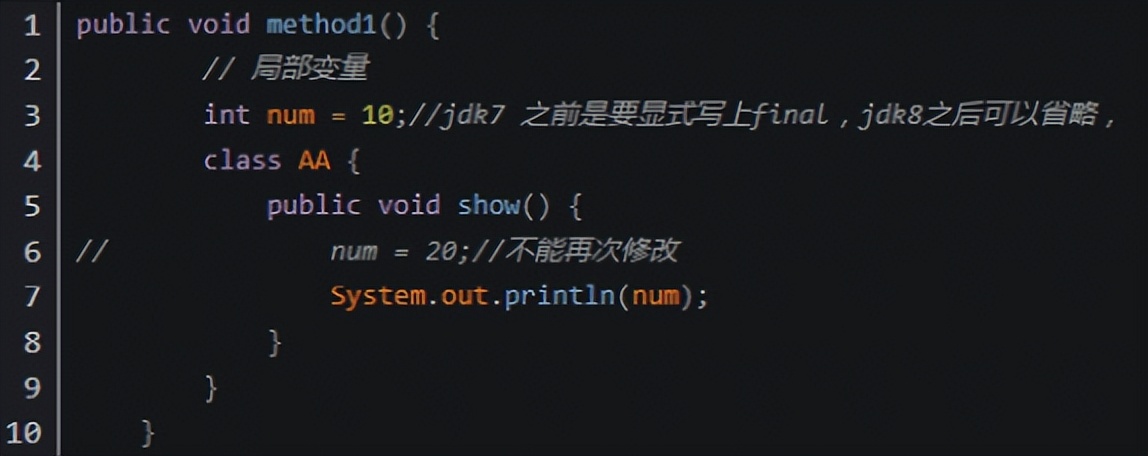 1 public void method1() {
2 // 局部变量
3 int num = 10;//jdk7 之前是要显式写上final，jdk8之后可以省略，
4 class AA {
5 public void show() {
6 // num = 20;//不能再次修改
7 System.out.println(num);
8 }
9 }
10 }